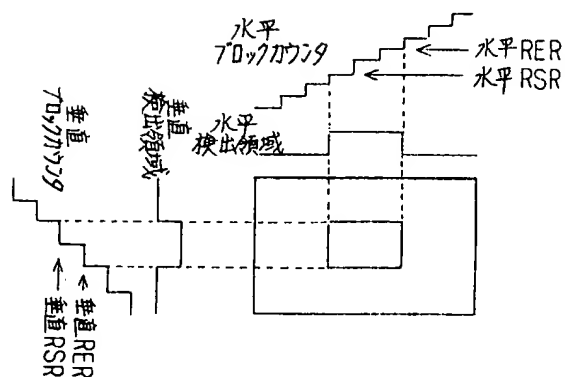 水平
ブロックカウンタ
水平RER
水平RSR
水平
検出領域
垂直
ブロックカウンタ
垂直
検出領域
垂直RER
垂直RSR